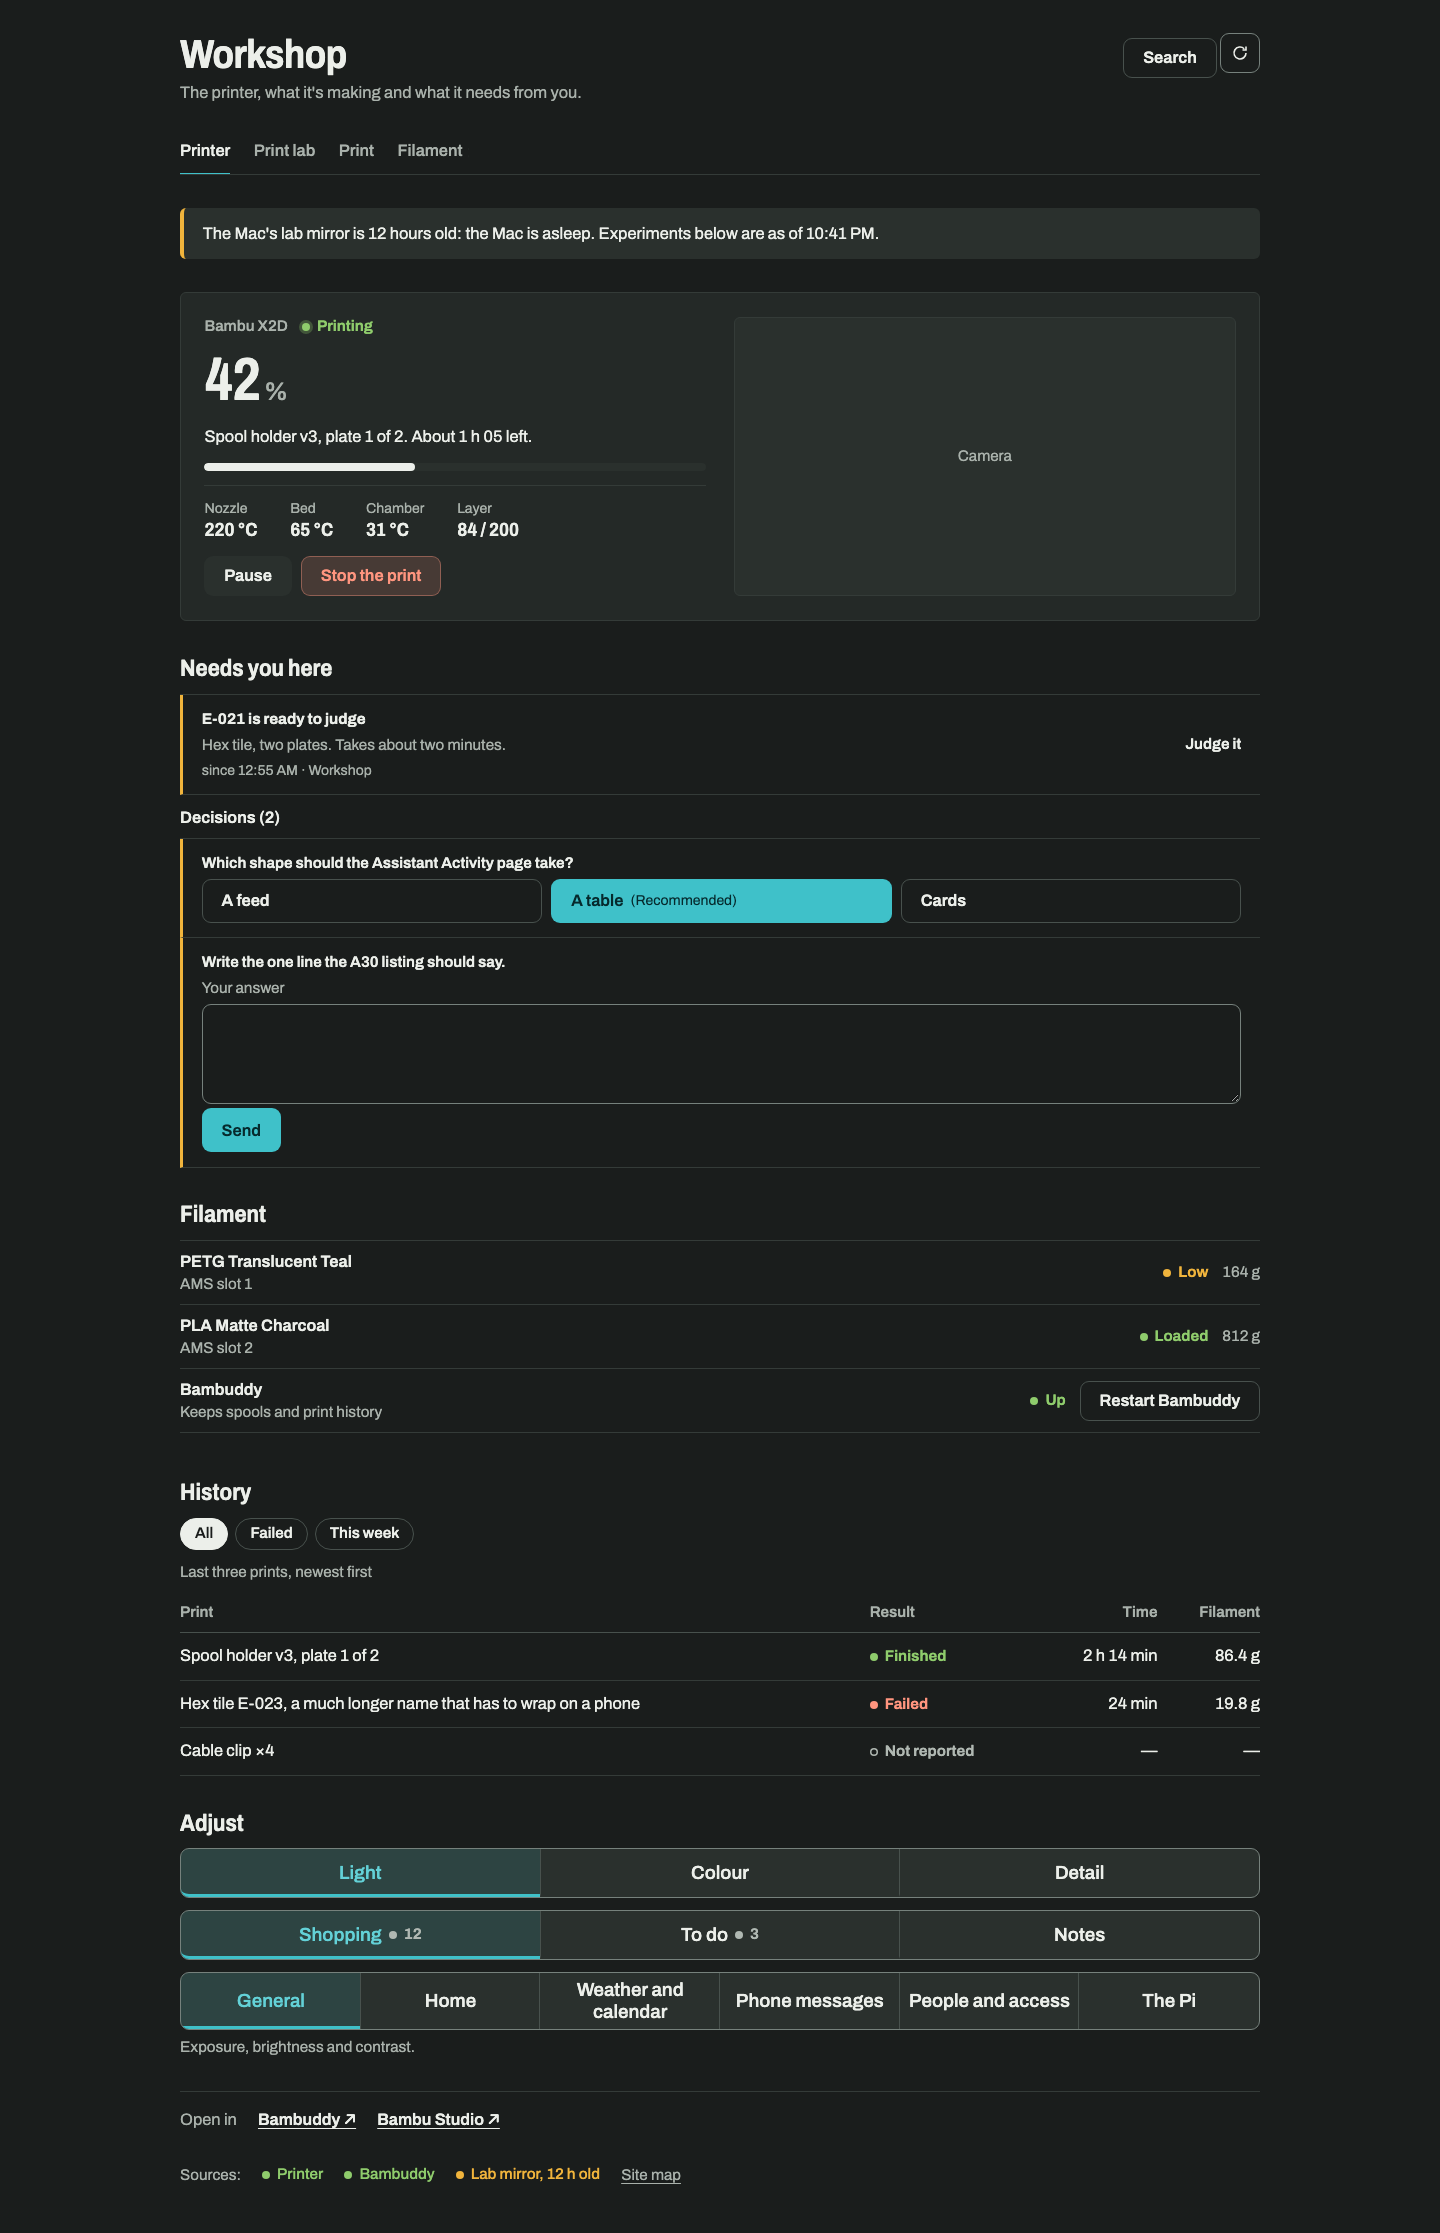 Workshop
Search
The printer, what it's making and what it needs from you.
Printer
Print lab
Print
Filament
The Mac's lab mirror is 12 hours old: the Mac is asleep. Experiments below are as of 10:41 PM.
Bambu X2D
Printing
42 %
Spool holder v3, plate 1 of 2. About 1 h 05 left.
Camera
Nozzle
Bed
Chamber
Layer
220 °C
65 °C
31 °C
84 / 200
Pause
Stop the print
Needs you here
E-021 is ready to judge
Hex tile, two plates. Takes about two minutes.
since 12:55 AM · Workshop
Judge it
Decisions (2)
Which shape should the Assistant Activity page take?
A feed
A table (Recommended)
Cards
Write the one line the A30 listing should say.
Your answer
Send
Filament
PETG Translucent Teal
AMS slot 1
Low
164 g
PLA Matte Charcoal
AMS slot 2
Loaded
812 g
Bambuddy
Keeps spools and print history
Up
Restart Bambuddy
History
All
Failed
This week
Last three prints, newest first
Print
Result
Time
Filament
Spool holder v3, plate 1 of 2
Finished
2 h 14 min
86.4 g
Hex tile E-023, a much longer name that has to wrap on a phone
Failed
24 min
19.8 g
Cable clip ×4
Not reported
—
—
Adjust
Light
Colour
Detail
Shopping 12
To do 3
Notes
General
Home
Weather and
calendar
Phone messages
People and access
The Pi
Exposure, brightness and contrast.
Open in
Bambuddy ↗
Bambu Studio ↗
Sources:
Printer
Bambuddy
Lab mirror, 12 h old
Site map